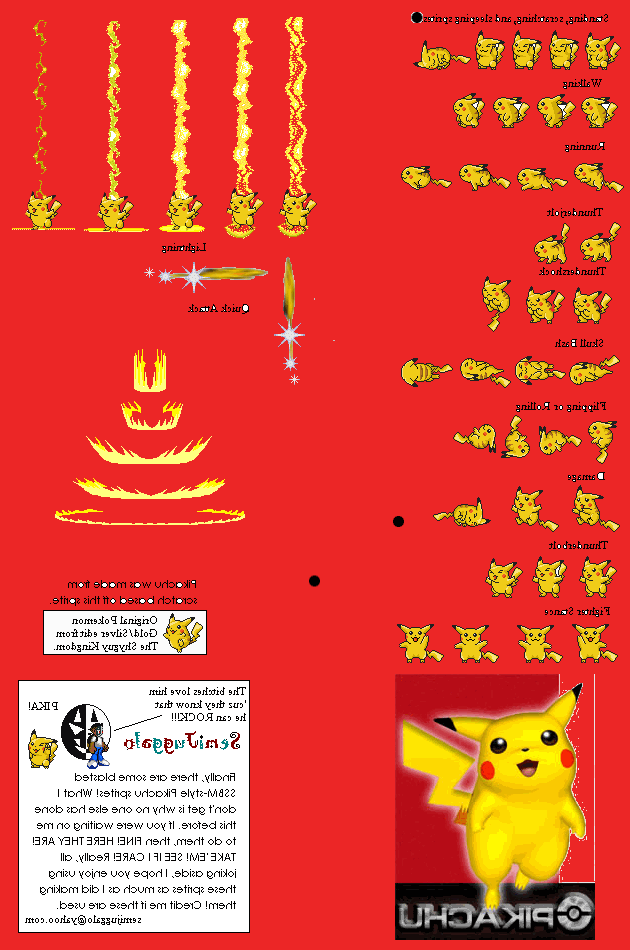 Standing, scratching, and sleeping sprites
Walking
Running
Thunderjolt
Thundershock
Skull Bash
Flipping or Rolling
Damage
Thunderbolt
Fighter Stance
Lightning
Quick Attack
Pikachu was made from
scratch based off this sprite.
Original Pokemon
Gold/Silver edit from
The Shyguy Kingdom.
The bitches love him
'cus they know that
he can ROCK!!!
PIKA!
SemiJuggalo
Finally, there are some blasted
SSBM-style Pikachu sprites! What I
don't get is why no one else has done
this before. If you were waiting on me
to do them, then FINE! HERE THEY ARE!
TAKE 'EM! SEE IF I CARE! Really, all
joking aside, I hope you enjoy using
these sprites as much as I did making
them! Credit me if these are used.
semijuggalo@yahoo.com
PIKACHU